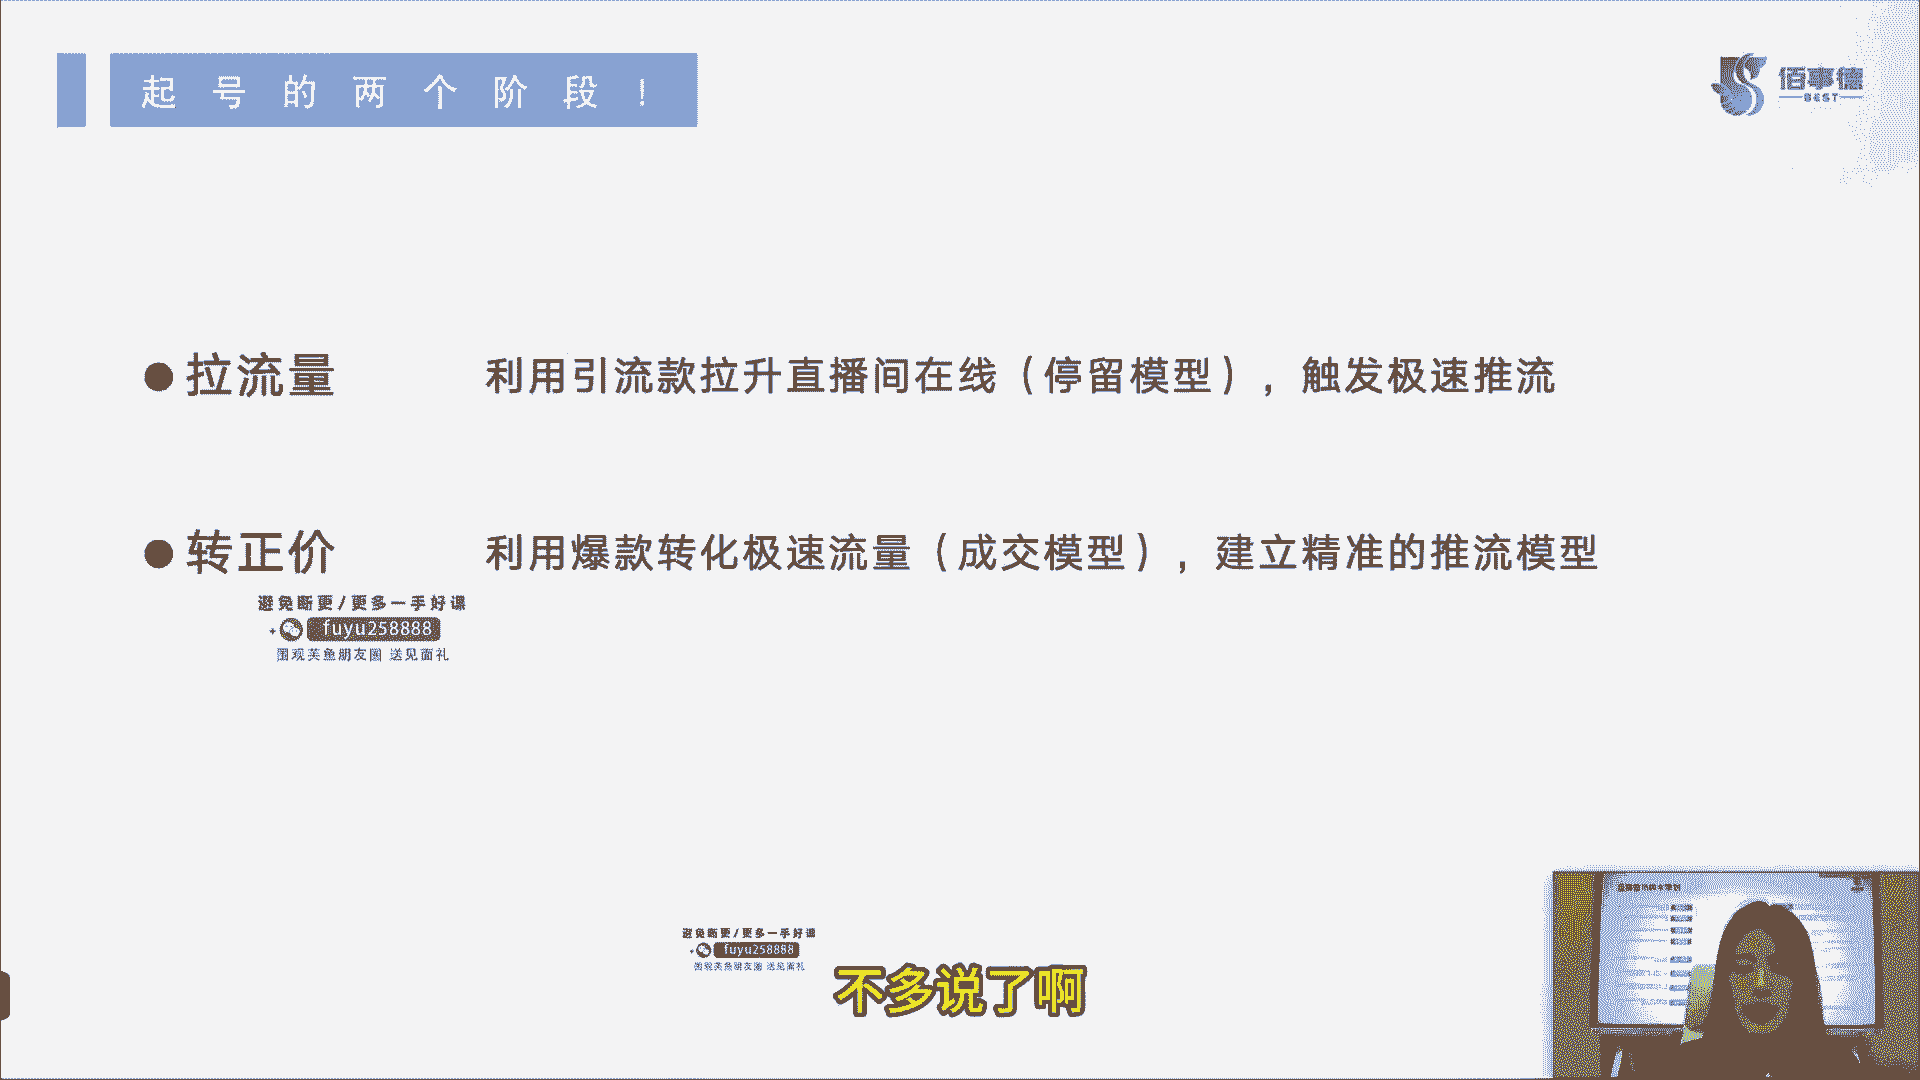 起号的两个阶段！
佰事德
BEST
拉流量 利用引流款拉升直播间在线（停留模型），触发极速推流
转正价 利用爆款转化极速流量（成交模型），建立精准的推流模型
避免断更/更多一手好课
+ fuyu258888
围观芙鱼朋友圈 送见面礼
避免断更/更多一手好课
+ fuyu258888
围观芙鱼朋友圈 送见面礼
不多说了啊